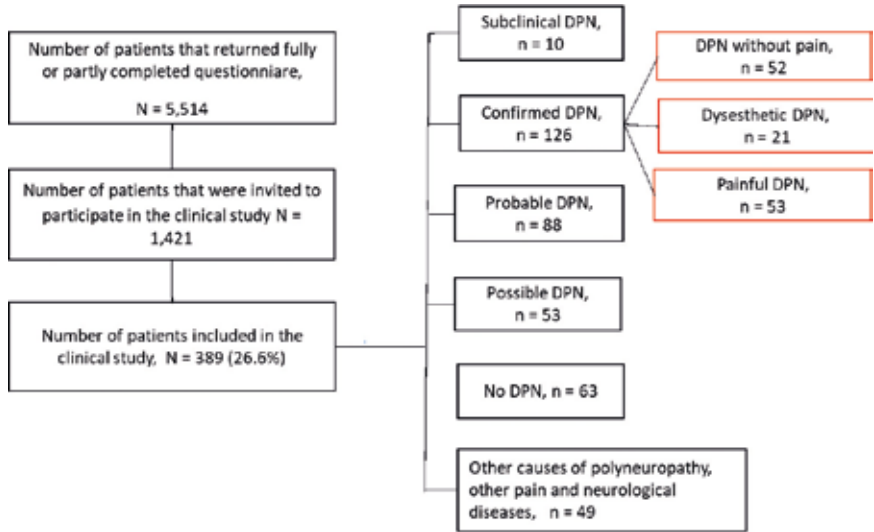 Number of patients that returned fully
or partly completed questionniare,
N = 5,514
Number of patients that were invited to
participate in the clinical study N =
1,421
Number of patients included in the
clinical study, N = 389 (26.6%)
Subclinical DPN,
n = 10
Confirmed DPN,
n = 126
Probable DPN,
n = 88
Possible DPN,
n = 53
No DPN, n = 63
Other causes of polyneuropathy,
other pain and neurological
diseases, n = 49
DPN without pain,
n = 52
Dysesthetic DPN,
n = 21
Painful DPN,
n = 53